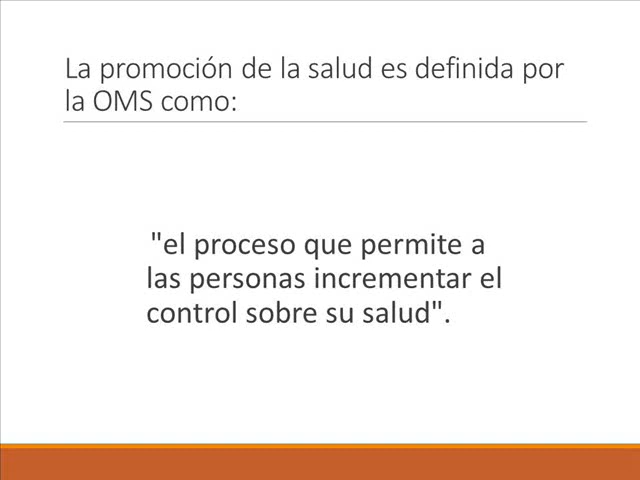 La promoción de la salud es definida por
la OMS como:
"el proceso que permite a
las personas incrementar el
control sobre su salud".